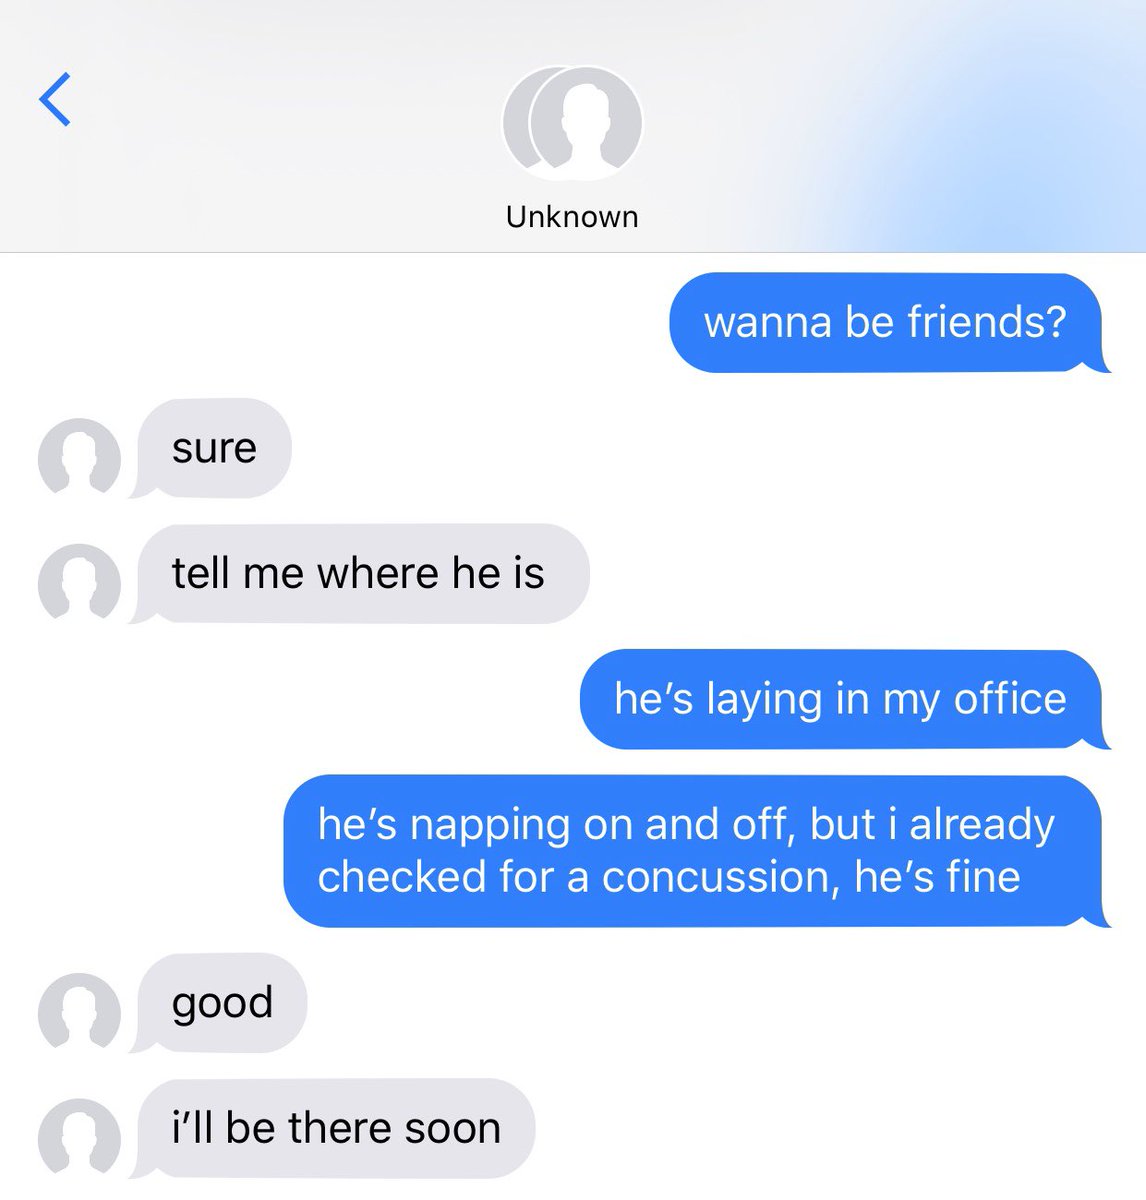 Unknown
wanna be friends?
sure
tell me where he is
he’s laying in my office
he’s napping on and off, but i already
checked for a concussion, he’s fine
good
i’ll be there soon